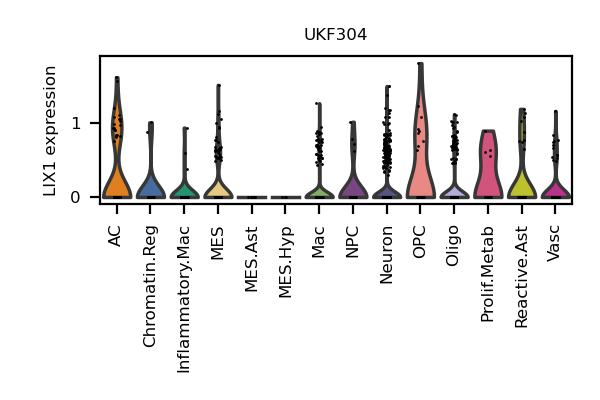 UKF304
LIX1 expression
1
0
AC
Chromatin.Reg
Inflammatory.Mac
MES
MES.Ast
MES.Hyp
Mac
NPC
Neuron
OPC
Oligo
Prolif.Metab
Reactive.Ast
Vasc